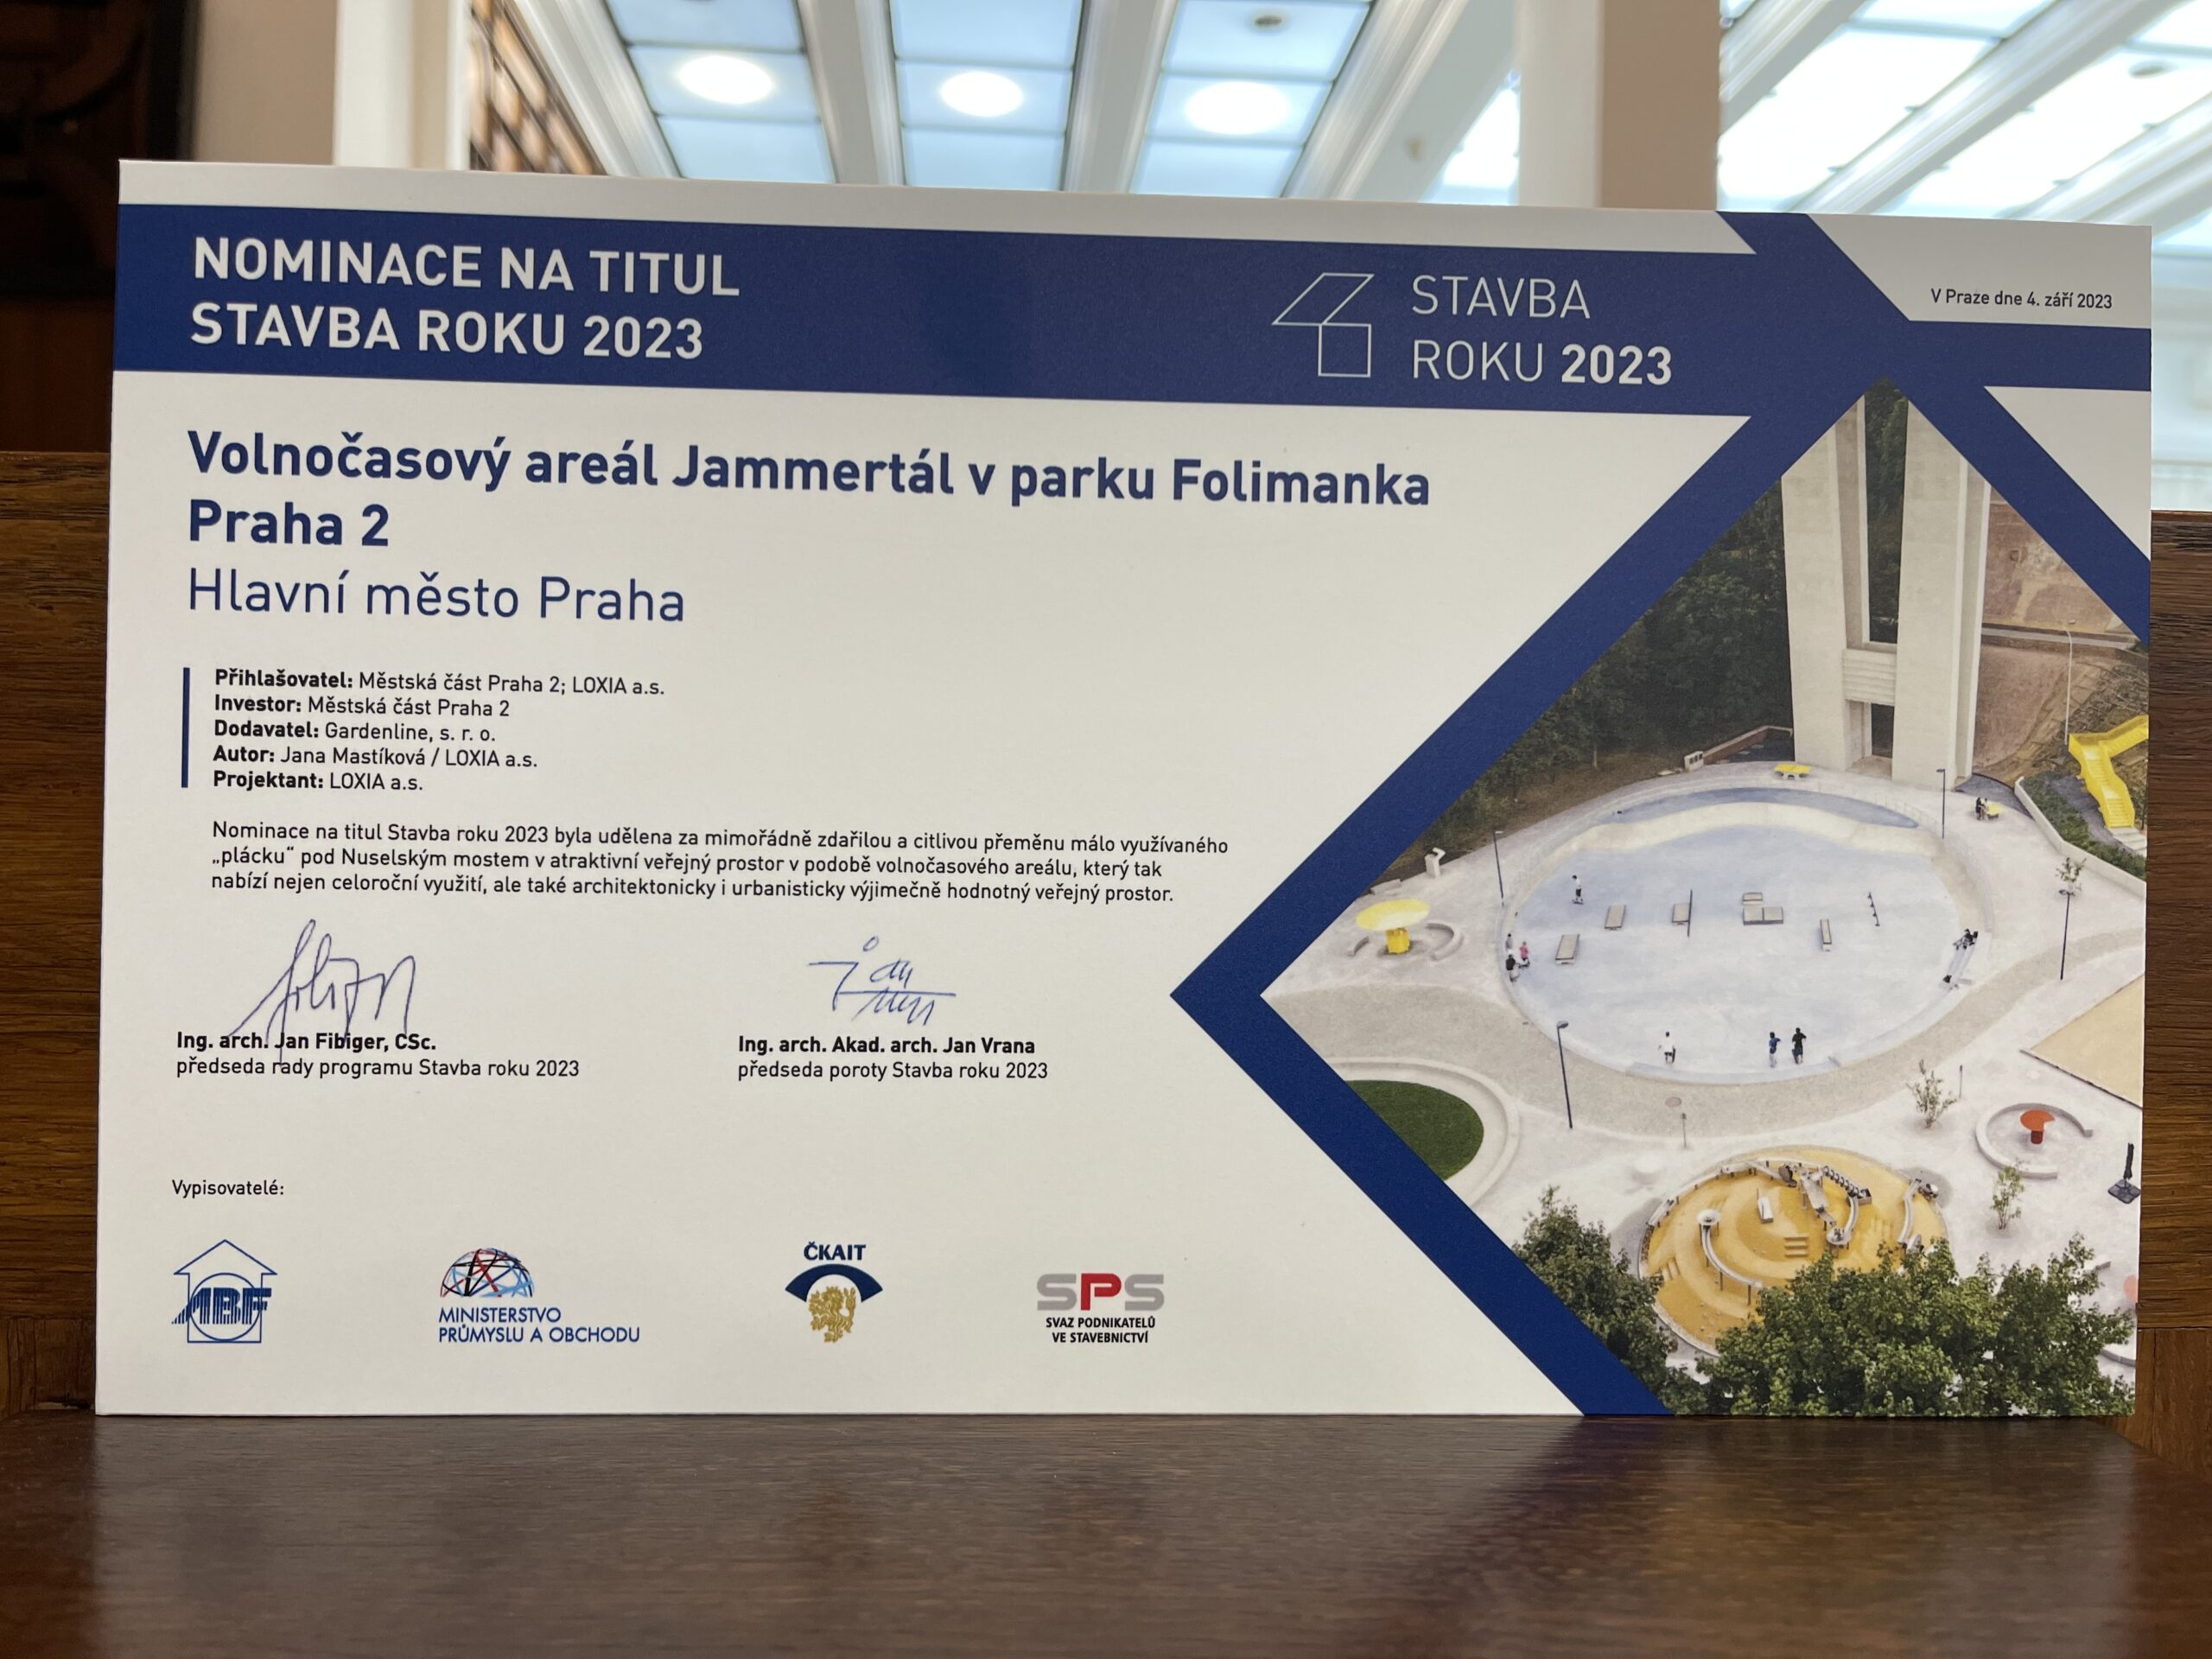 NOMINACE NA TITUL
STAVBA ROKU 2023
STAVBA
ROKU 2023
V Praze dne 4. září 2023
Volnočasový areál Jammertál v parku Folimanka
Praha 2
Hlavní město Praha
Přihlašovatel: Městská část Praha 2; LOXIA a.s.
Investor: Městská část Praha 2
Dodavatel: Gardenline, s. r. o.
Autor: Jana Mastíková / LOXIA a.s.
Projektant: LOXIA a.s.
Nominace na titul Stavba roku 2023 byla udělena za mimořádně zdařilou a citlivou přeměnu málo využívaného
„plácku“ pod Nuselským mostem v atraktivní veřejný prostor v podobě volnočasového areálu, který tak
nabízí nejen celoroční využití, ale také architektonicky i urbanisticky výjimečně hodnotný veřejný prostor.
Ing. arch. Jan Fibiger, CSc.
předseda rady programu Stavba roku 2023
Ing. arch. Akad. arch. Jan Vrana
předseda poroty Stavba roku 2023
Vypisovatelé:
ABF
MINISTERSTVO
PRŮMYSLU A OBCHODU
ČKAIT
SPS
SVAZ PODNIKATELŮ
VE STAVEBNICTVÍ